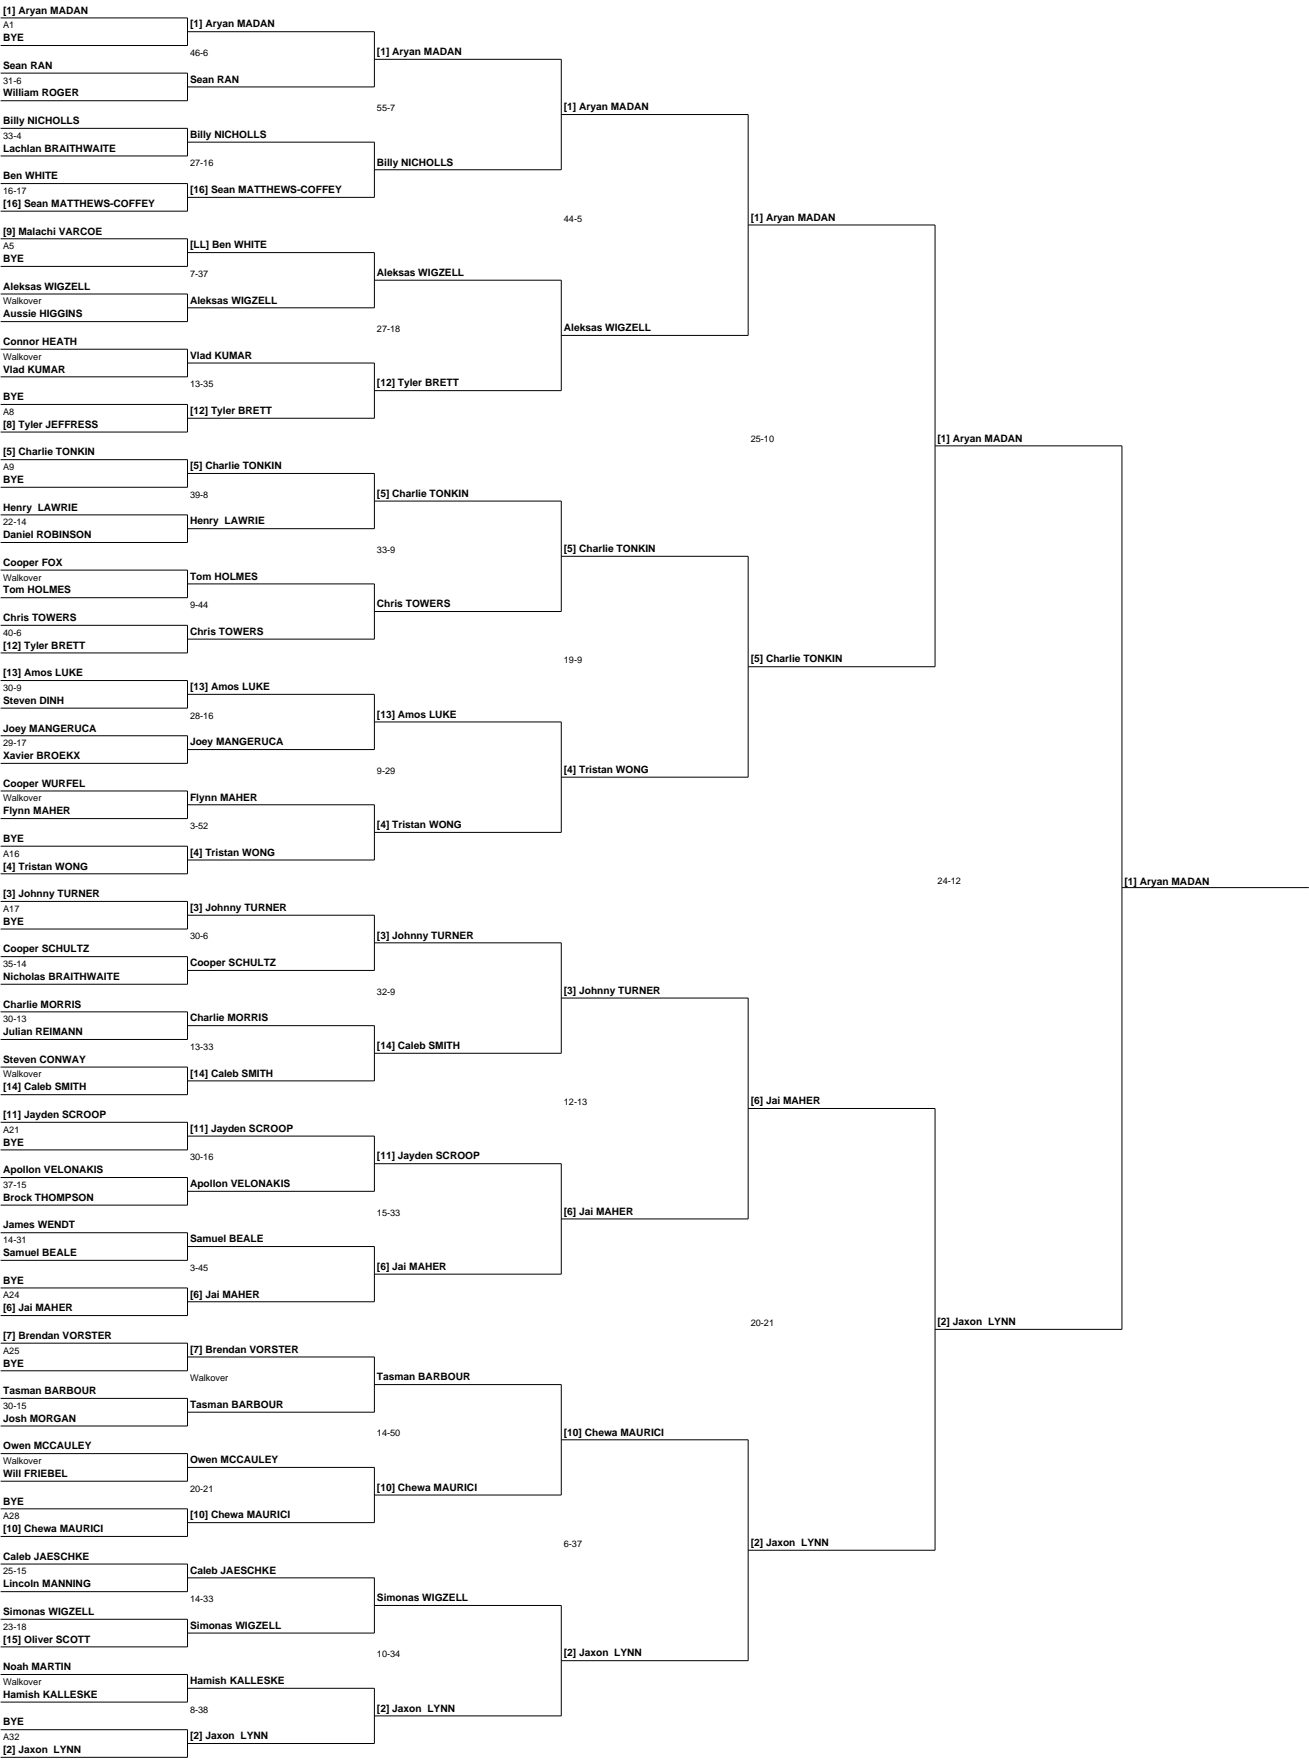 [1] Aryan MADAN
A1
[1] Aryan MADAN
BYE
46-6
[1] Aryan MADAN
Sean RAN
31-6
Sean RAN
William ROGER
55-7
[1] Aryan MADAN
Billy NICHOLLS
33-4
Billy NICHOLLS
Lachlan BRAITHWAITE
27-16
Billy NICHOLLS
Ben WHITE
16-17
[16] Sean MATTHEWS-COFFEY
[16] Sean MATTHEWS-COFFEY
44-5
[1] Aryan MADAN
[9] Malachi VARCOE
A5
[LL] Ben WHITE
BYE
7-37
Aleksas WIGZELL
Aleksas WIGZELL
Walkover
Aleksas WIGZELL
Aussie HIGGINS
27-18
Aleksas WIGZELL
Connor HEATH
Walkover
Vlad KUMAR
Vlad KUMAR
13-35
[12] Tyler BRETT
BYE
A8
[12] Tyler BRETT
[8] Tyler JEFFRESS
25-10
[1] Aryan MADAN
[5] Charlie TONKIN
A9
[5] Charlie TONKIN
BYE
39-8
[5] Charlie TONKIN
Henry  LAWRIE
22-14
Henry  LAWRIE
Daniel ROBINSON
33-9
[5] Charlie TONKIN
Cooper FOX
Walkover
Tom HOLMES
Tom HOLMES
9-44
Chris TOWERS
Chris TOWERS
40-6
Chris TOWERS
[12] Tyler BRETT
19-9
[5] Charlie TONKIN
[13] Amos LUKE
30-9
[13] Amos LUKE
Steven DINH
28-16
[13] Amos LUKE
Joey MANGERUCA
29-17
Joey MANGERUCA
Xavier BROEKX
9-29
[4] Tristan WONG
Cooper WURFEL
Walkover
Flynn MAHER
Flynn MAHER
3-52
[4] Tristan WONG
BYE
A16
[4] Tristan WONG
[4] Tristan WONG
24-12
[1] Aryan MADAN
[3] Johnny TURNER
A17
[3] Johnny TURNER
BYE
30-6
[3] Johnny TURNER
Cooper SCHULTZ
35-14
Cooper SCHULTZ
Nicholas BRAITHWAITE
32-9
[3] Johnny TURNER
Charlie MORRIS
30-13
Charlie MORRIS
Julian REIMANN
13-33
[14] Caleb SMITH
Steven CONWAY
Walkover
[14] Caleb SMITH
[14] Caleb SMITH
12-13
[6] Jai MAHER
[11] Jayden SCROOP
A21
[11] Jayden SCROOP
BYE
30-16
[11] Jayden SCROOP
Apollon VELONAKIS
37-15
Apollon VELONAKIS
Brock THOMPSON
15-33
[6] Jai MAHER
James WENDT
14-31
Samuel BEALE
Samuel BEALE
3-45
[6] Jai MAHER
BYE
A24
[6] Jai MAHER
[6] Jai MAHER
20-21
[2] Jaxon  LYNN
[7] Brendan VORSTER
A25
[7] Brendan VORSTER
BYE
Walkover
Tasman BARBOUR
Tasman BARBOUR
30-15
Tasman BARBOUR
Josh MORGAN
14-50
[10] Chewa MAURICI
Owen MCCAULEY
Walkover
Owen MCCAULEY
Will FRIEBEL
20-21
[10] Chewa MAURICI
BYE
A28
[10] Chewa MAURICI
[10] Chewa MAURICI
6-37
[2] Jaxon  LYNN
Caleb JAESCHKE
25-15
Caleb JAESCHKE
Lincoln MANNING
14-33
Simonas WIGZELL
Simonas WIGZELL
23-18
Simonas WIGZELL
[15] Oliver SCOTT
10-34
[2] Jaxon  LYNN
Noah MARTIN
Walkover
Hamish KALLESKE
Hamish KALLESKE
8-38
[2] Jaxon  LYNN
BYE
A32
[2] Jaxon  LYNN
[2] Jaxon  LYNN